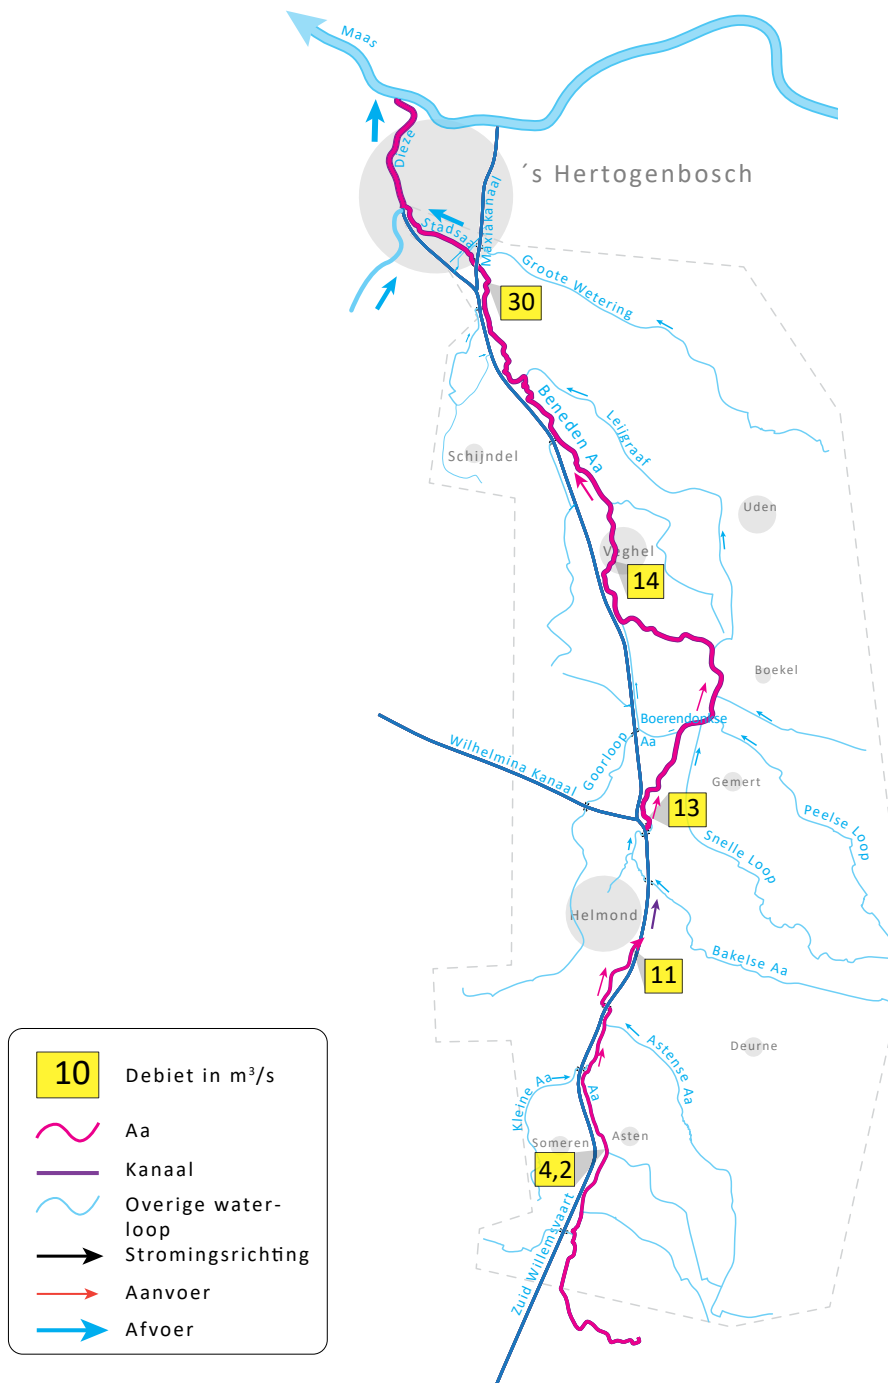 Maas
Dieze
´s Hertogenbosch
Stadsaa
Maxiakanaal
Groote Wetering
30
Beneden Aa
Leijgraaf
Schijndel
Uden
Veghel
14
Boekel
Boerendonkse
Aa
Wilhelmina Kanaal
Goorloop
Gemert
13
Peelse Loop
Snelle Loop
Helmond
Bakelse Aa
11
Deurne
Astense Aa
Kleine Aa
Aa
Someren
Asten
4,2
Zuid Willemsvaart
10 Debiet in m³/s
Aa
Kanaal
Overige water-
loop
Stromingsrichting
Aanvoer
Afvoer